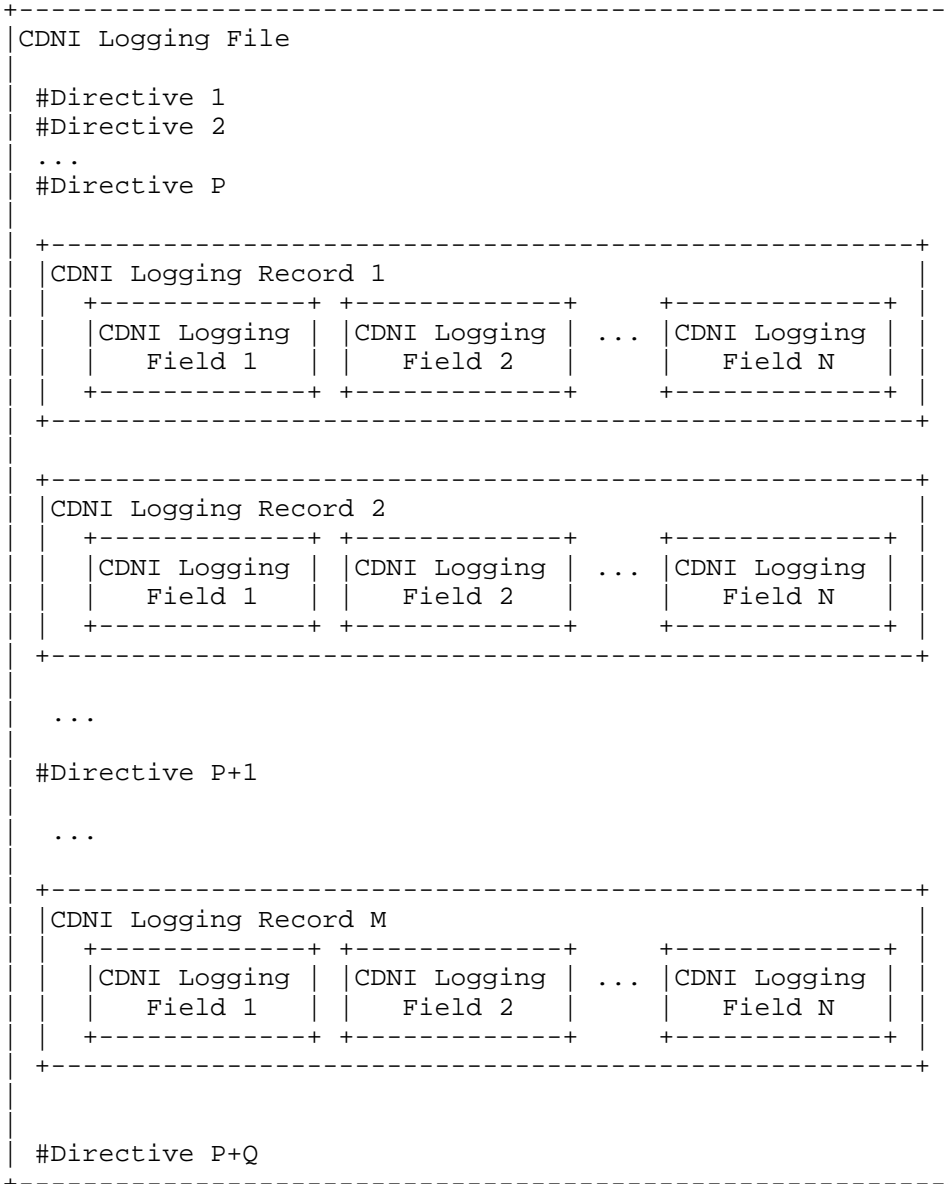 CDNI Logging File
#Directive 1
#Directive 2
...
#Directive P
CDNI Logging Record 1
CDNI Logging CDNI Logging ... CDNI Logging
Field 1 Field 2 Field N
CDNI Logging Record 2
CDNI Logging CDNI Logging ... CDNI Logging
Field 1 Field 2 Field N
...
#Directive P+1
...
CDNI Logging Record M
CDNI Logging CDNI Logging ... CDNI Logging
Field 1 Field 2 Field N
#Directive P+Q